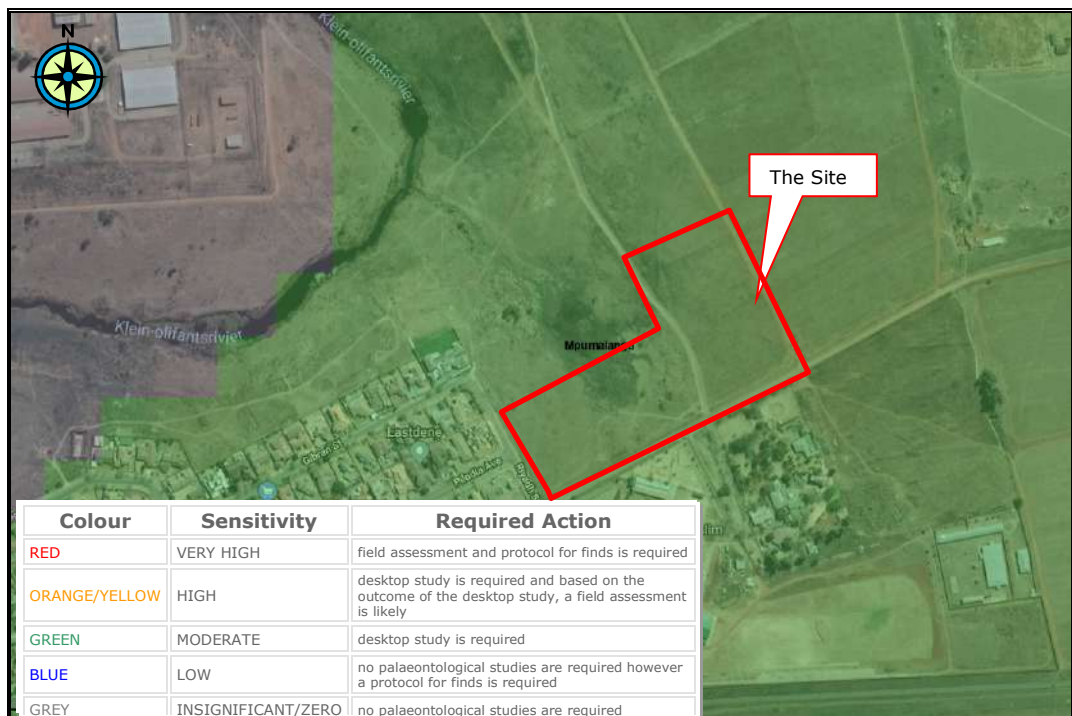 N
Klein-olifantsrivier
The Site
Klein-olifantsrivier
Mpumalanga
Eastdene
Gibran St
Colour Sensitivity Required Action
RED VERY HIGH field assessment and protocol for finds is required
ORANGE/YELLOW HIGH desktop study is required and based on the
outcome of the desktop study, a field assessment
is likely
GREEN MODERATE desktop study is required
BLUE LOW no palaeontological studies are required however
a protocol for finds is required
GREY INSIGNIFICANT/ZERO no palaeontological studies are required